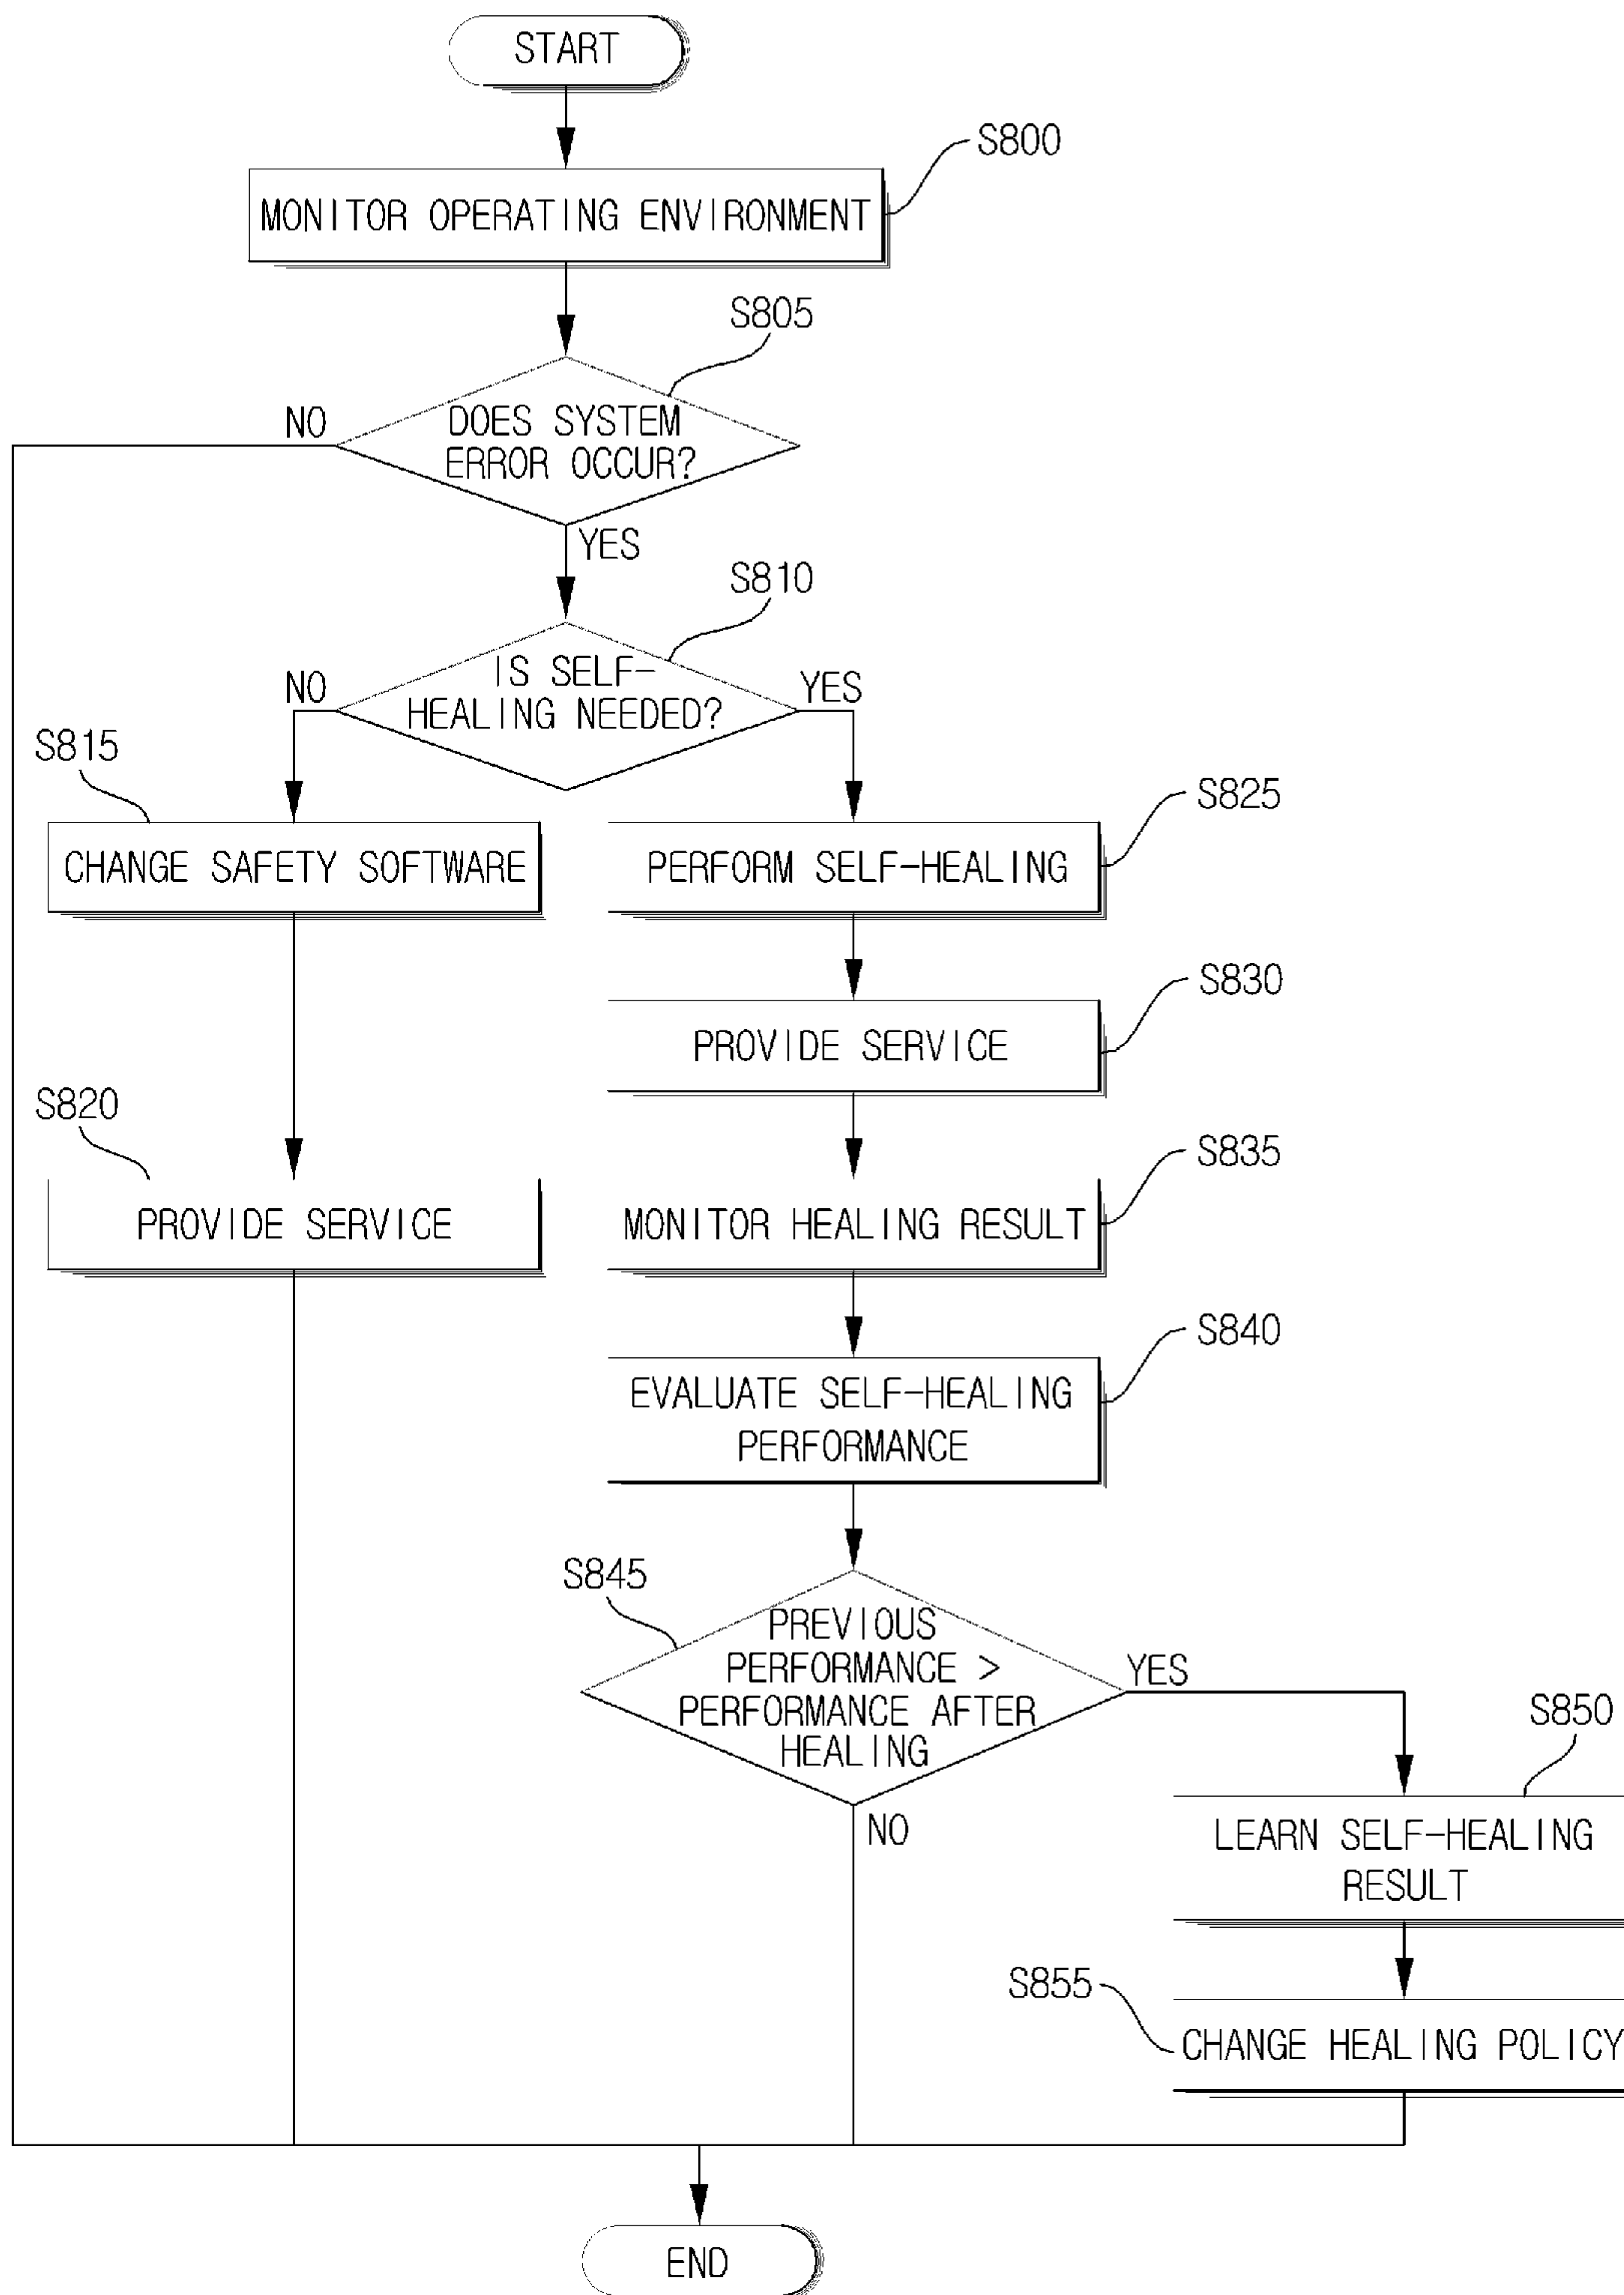 START
S800
MONITOR OPERATING ENVIRONMENT
S805
DOES SYSTEM
ERROR OCCUR?
NO
YES
S810
IS SELF-
HEALING NEEDED?
NO
YES
S815
CHANGE SAFETY SOFTWARE
S825
PERFORM SELF-HEALING
S830
PROVIDE SERVICE
S820
PROVIDE SERVICE
S835
MONITOR HEALING RESULT
S840
EVALUATE SELF-HEALING
PERFORMANCE
S845
PREVIOUS
PERFORMANCE >
PERFORMANCE AFTER
HEALING
YES
NO
S850
LEARN SELF-HEALING
RESULT
S855
CHANGE HEALING POLICY
END